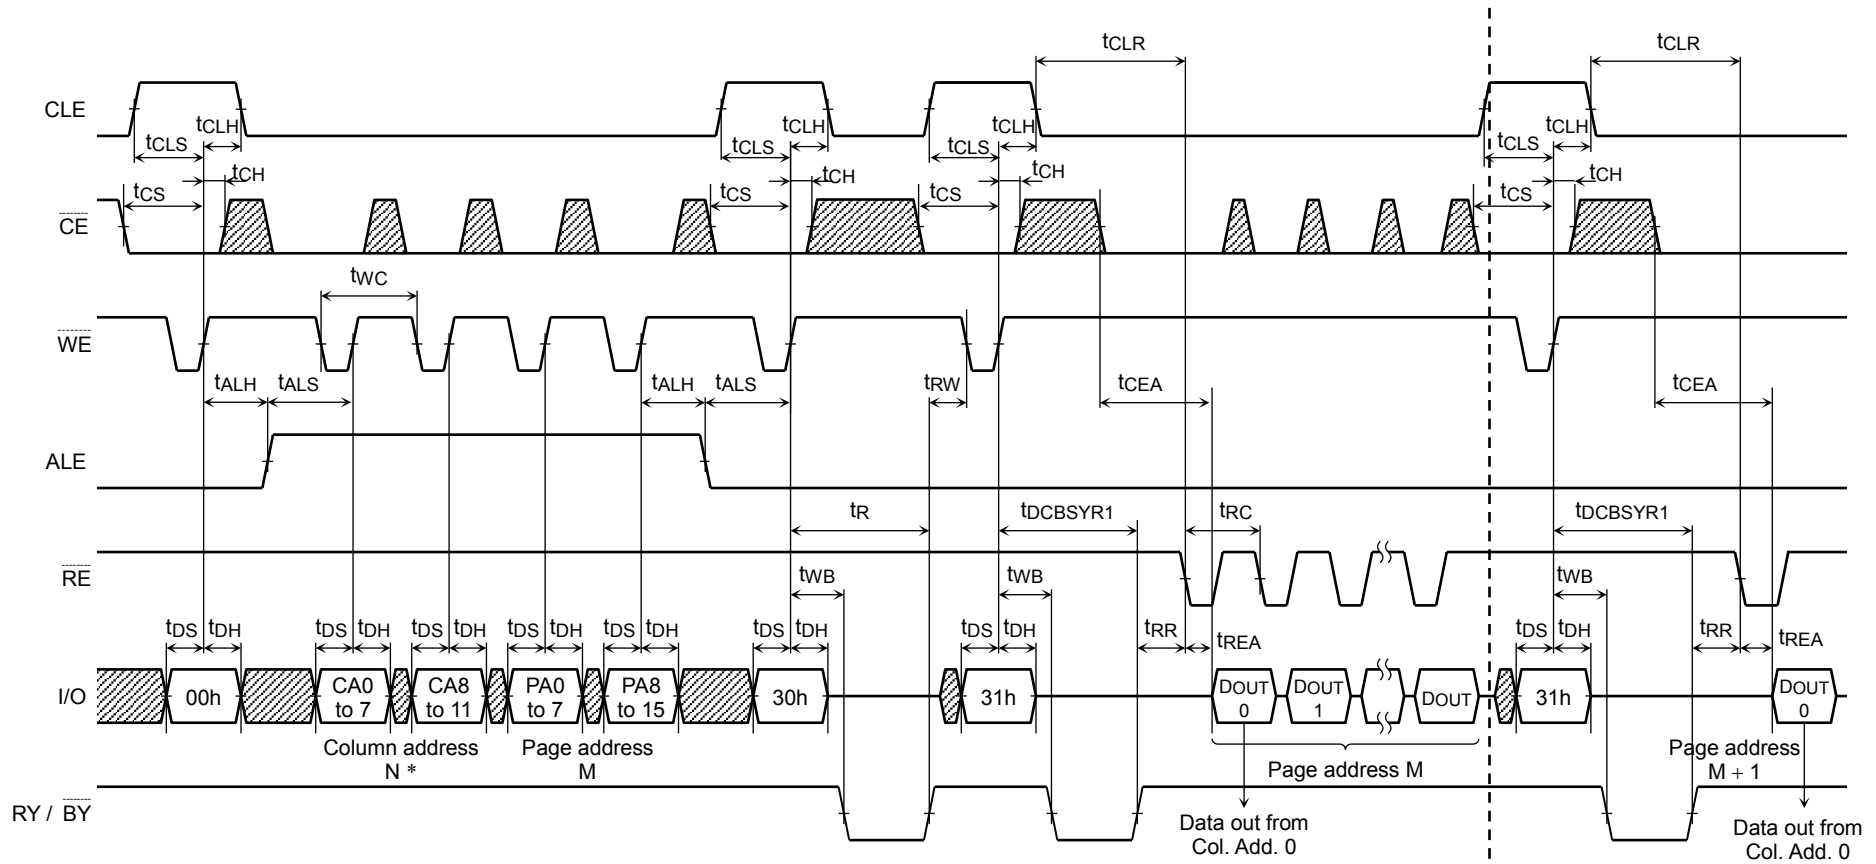 tCLR tCLR
CLE
tCLH tCLH tCLH tCLH
tCLS tCLS tCLS tCLS
tCH tCH tCH tCH
tCS tCS tCS tCS
CE
tWC
WE
tALH tALS tALH tALS tRW tCEA tCEA
ALE
tR tDCBSYR1 tRC tDCBSYR1
RE
tWB tWB tWB
tDS tDH tDS tDH tDS tDH tDS tDH tDS tDH tDS tDH tDS tDH tRR tREA tDS tDH tRR tREA
I/O
00h
CA0 to 7
CA8 to 11
PA0 to 7
PA8 to 15
30h
31h
DOUT 0
DOUT 1
DOUT
31h
DOUT 0
Column address
N *
Page address
M
Page address M
Page address
M + 1
RY / BY
Data out from
Col. Add. 0
Data out from
Col. Add. 0